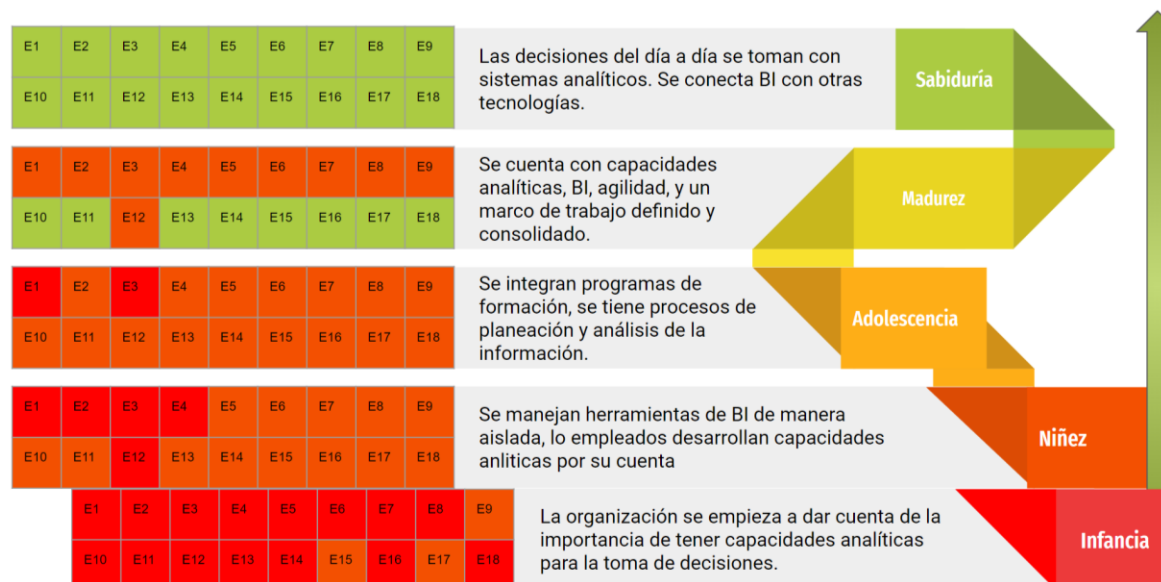 E1 E2 E3 E4 E5 E6 E7 E8 E9
E10 E11 E12 E13 E14 E15 E16 E17 E18
Las decisiones del día a día se toman con
sistemas analíticos. Se conecta BI con otras
tecnologías.
Sabiduría
E1 E2 E3 E4 E5 E6 E7 E8 E9
E10 E11 E12 E13 E14 E15 E16 E17 E18
Se cuenta con capacidades
analíticas, BI, agilidad, y un
marco de trabajo definido y
consolidado.
Madurez
E1 E2 E3 E4 E5 E6 E7 E8 E9
E10 E11 E12 E13 E14 E15 E16 E17 E18
Se integran programas de
formación, se tiene procesos de
planeación y análisis de la
información.
Adolescencia
E1 E2 E3 E4 E5 E6 E7 E8 E9
E10 E11 E12 E13 E14 E15 E16 E17 E18
Se manejan herramientas de BI de manera
aislada, lo empleados desarrollan capacidades
anliticas por su cuenta
Niñez
E1 E2 E3 E4 E5 E6 E7 E8 E9
E10 E11 E12 E13 E14 E15 E16 E17 E18
La organización se empieza a dar cuenta de la
importancia de tener capacidades analíticas
para la toma de decisiones.
Infancia